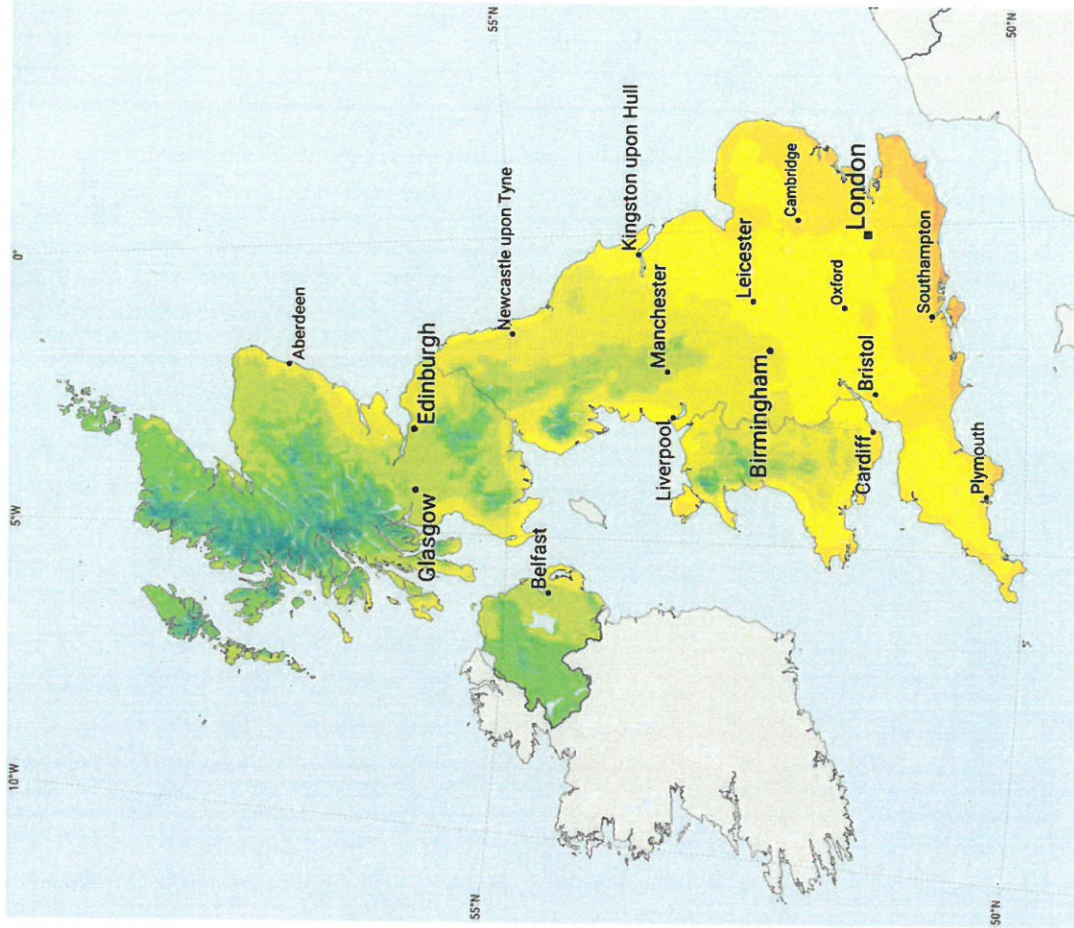 10°W
5°W
0°
55°N
Aberdeen
Glasgow
Edinburgh
Newcastle upon Tyne
Belfast
Kingston upon Hull
Manchester
Liverpool
Leicester
Birmingham
Cambridge
Oxford
London
Cardiff
Bristol
Southampton
Plymouth
55°N
50°N
50°N